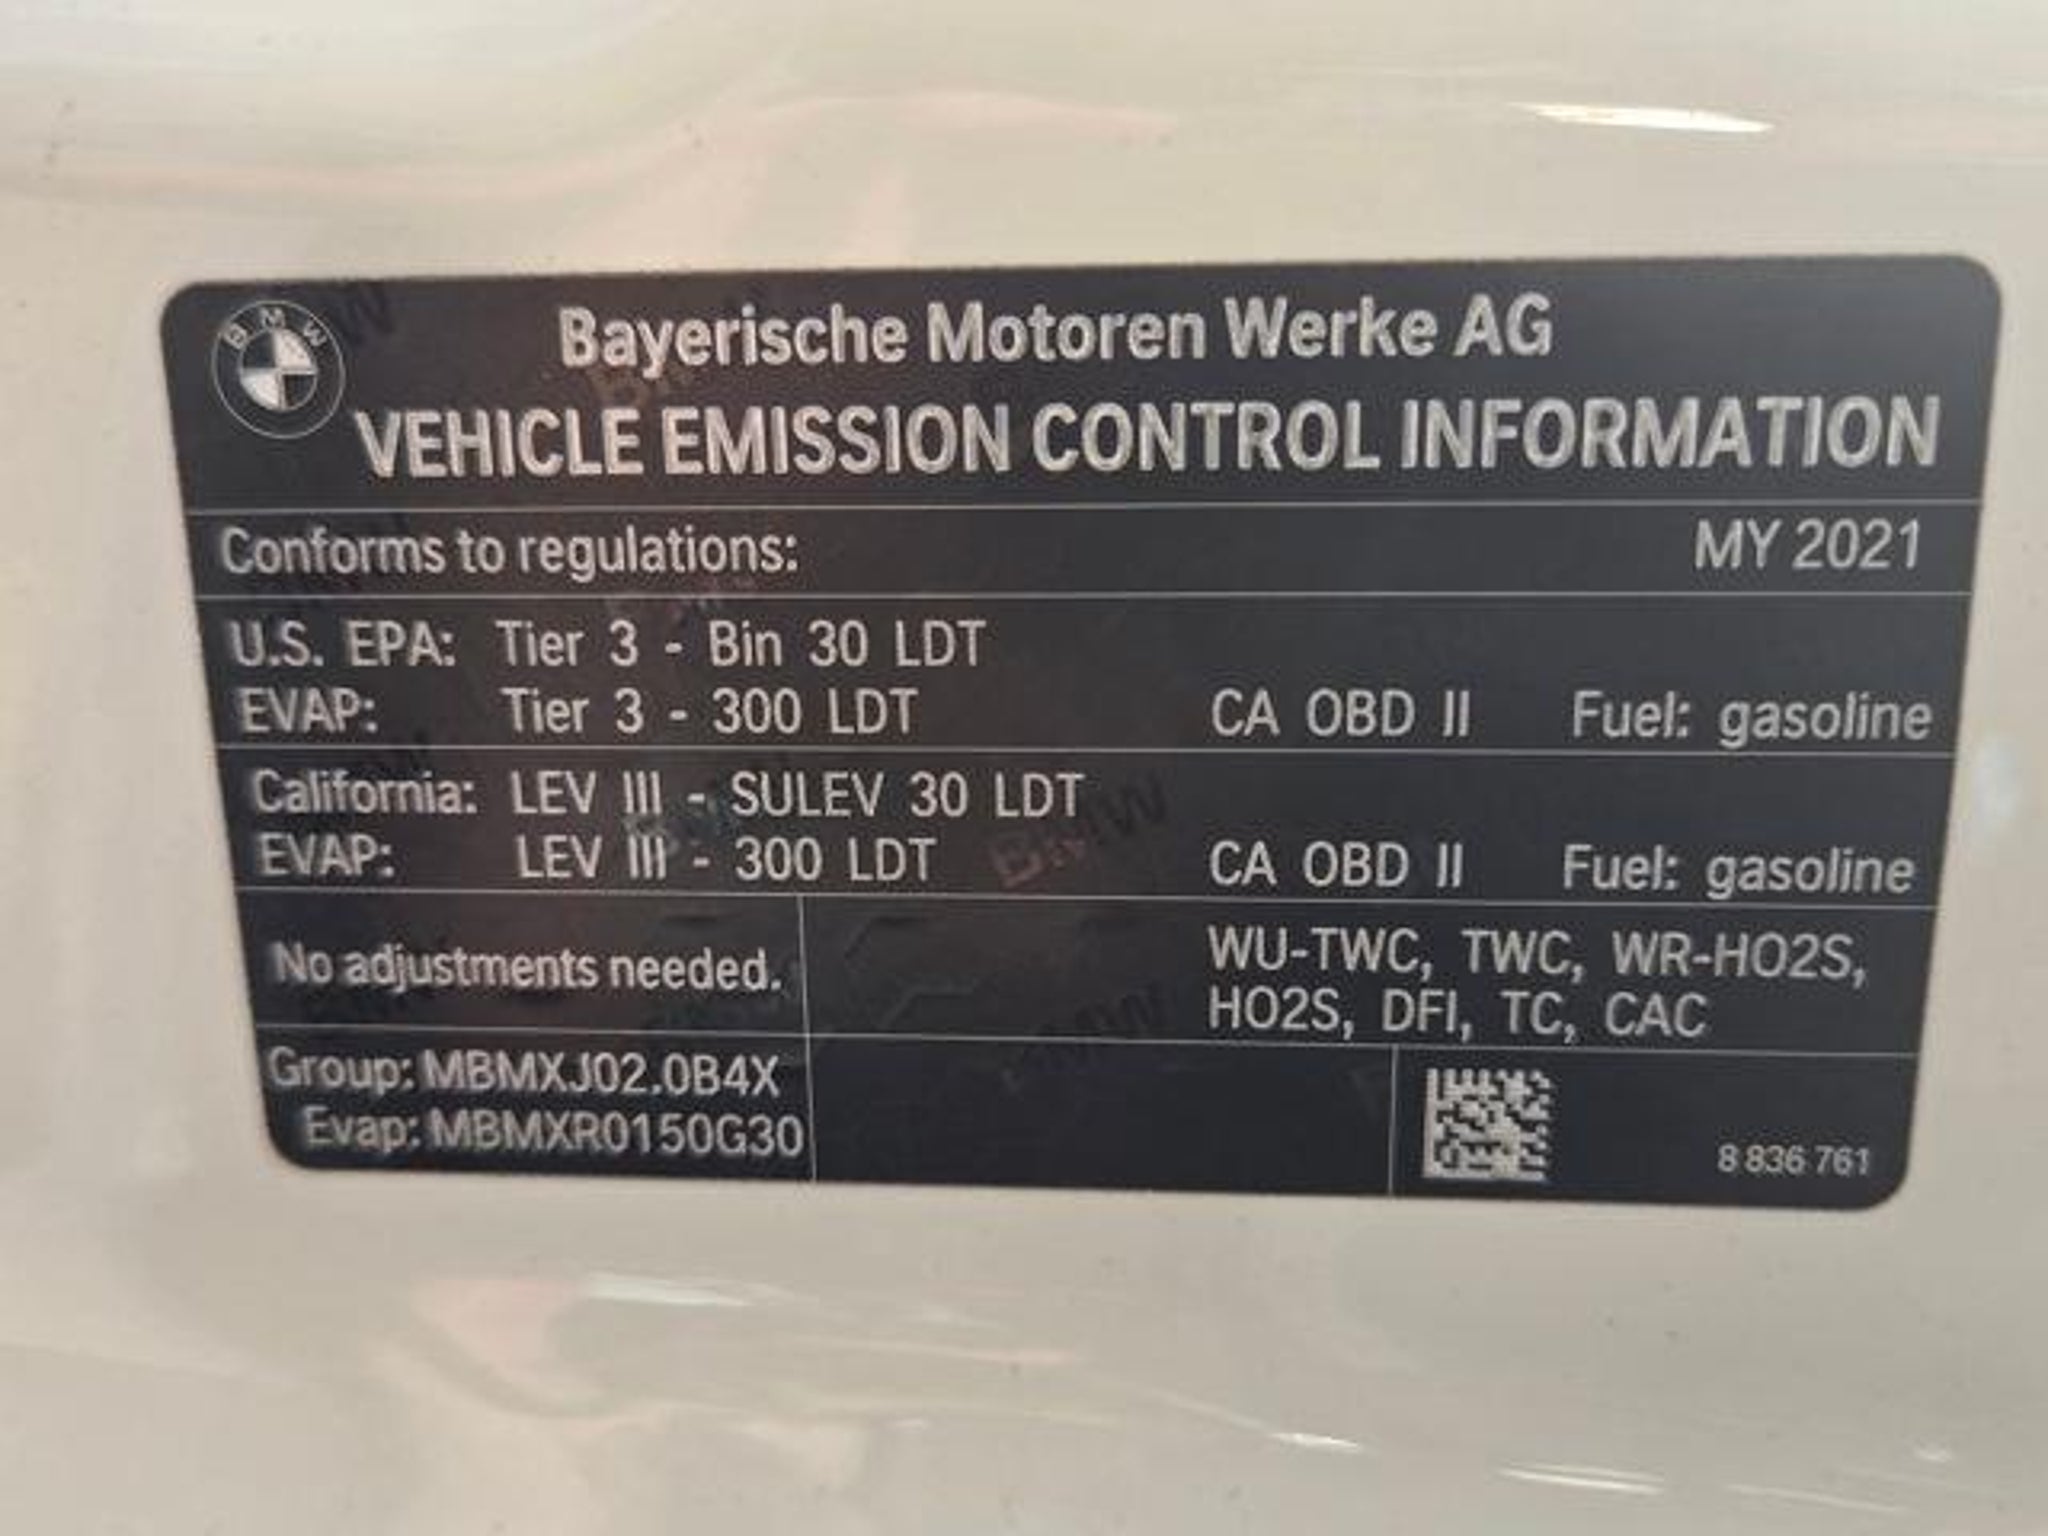 BMW
Bayerische Motoren Werke AG
VEHICLE EMISSION CONTROL INFORMATION
Conforms to regulations: MY 2021
U.S. EPA: Tier 3 - Bin 30 LDT
EVAP: Tier 3 - 300 LDT CA OBD II Fuel: gasoline
California: LEV III - SULEV 30 LDT
EVAP: LEV III - 300 LDT CA OBD II Fuel: gasoline
No adjustments needed.
WU-TWC, TWC, WR-HO2S,
HO2S, DFI, TC, CAC
Group: MBMXJ02.0B4X
Evap: MBMXR0150G30
8 836 761